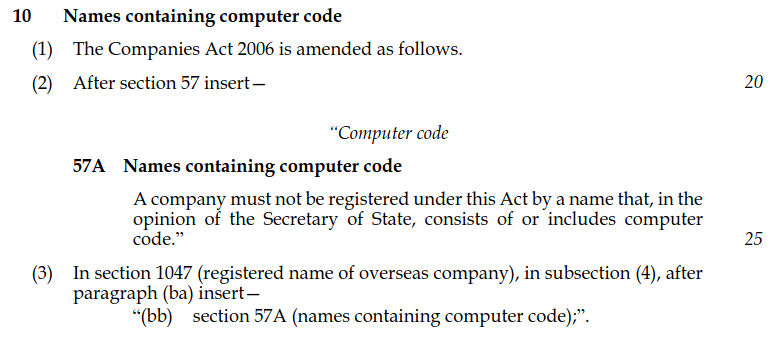 10 Names containing computer code
(1) The Companies Act 2006 is amended as follows.
(2) After section 57 insert— 20
“Computer code
57A Names containing computer code
A company must not be registered under this Act by a name that, in the
opinion of the Secretary of State, consists of or includes computer
code.” 25
(3) In section 1047 (registered name of overseas company), in subsection (4), after
paragraph (ba) insert—
“(bb) section 57A (names containing computer code);”.